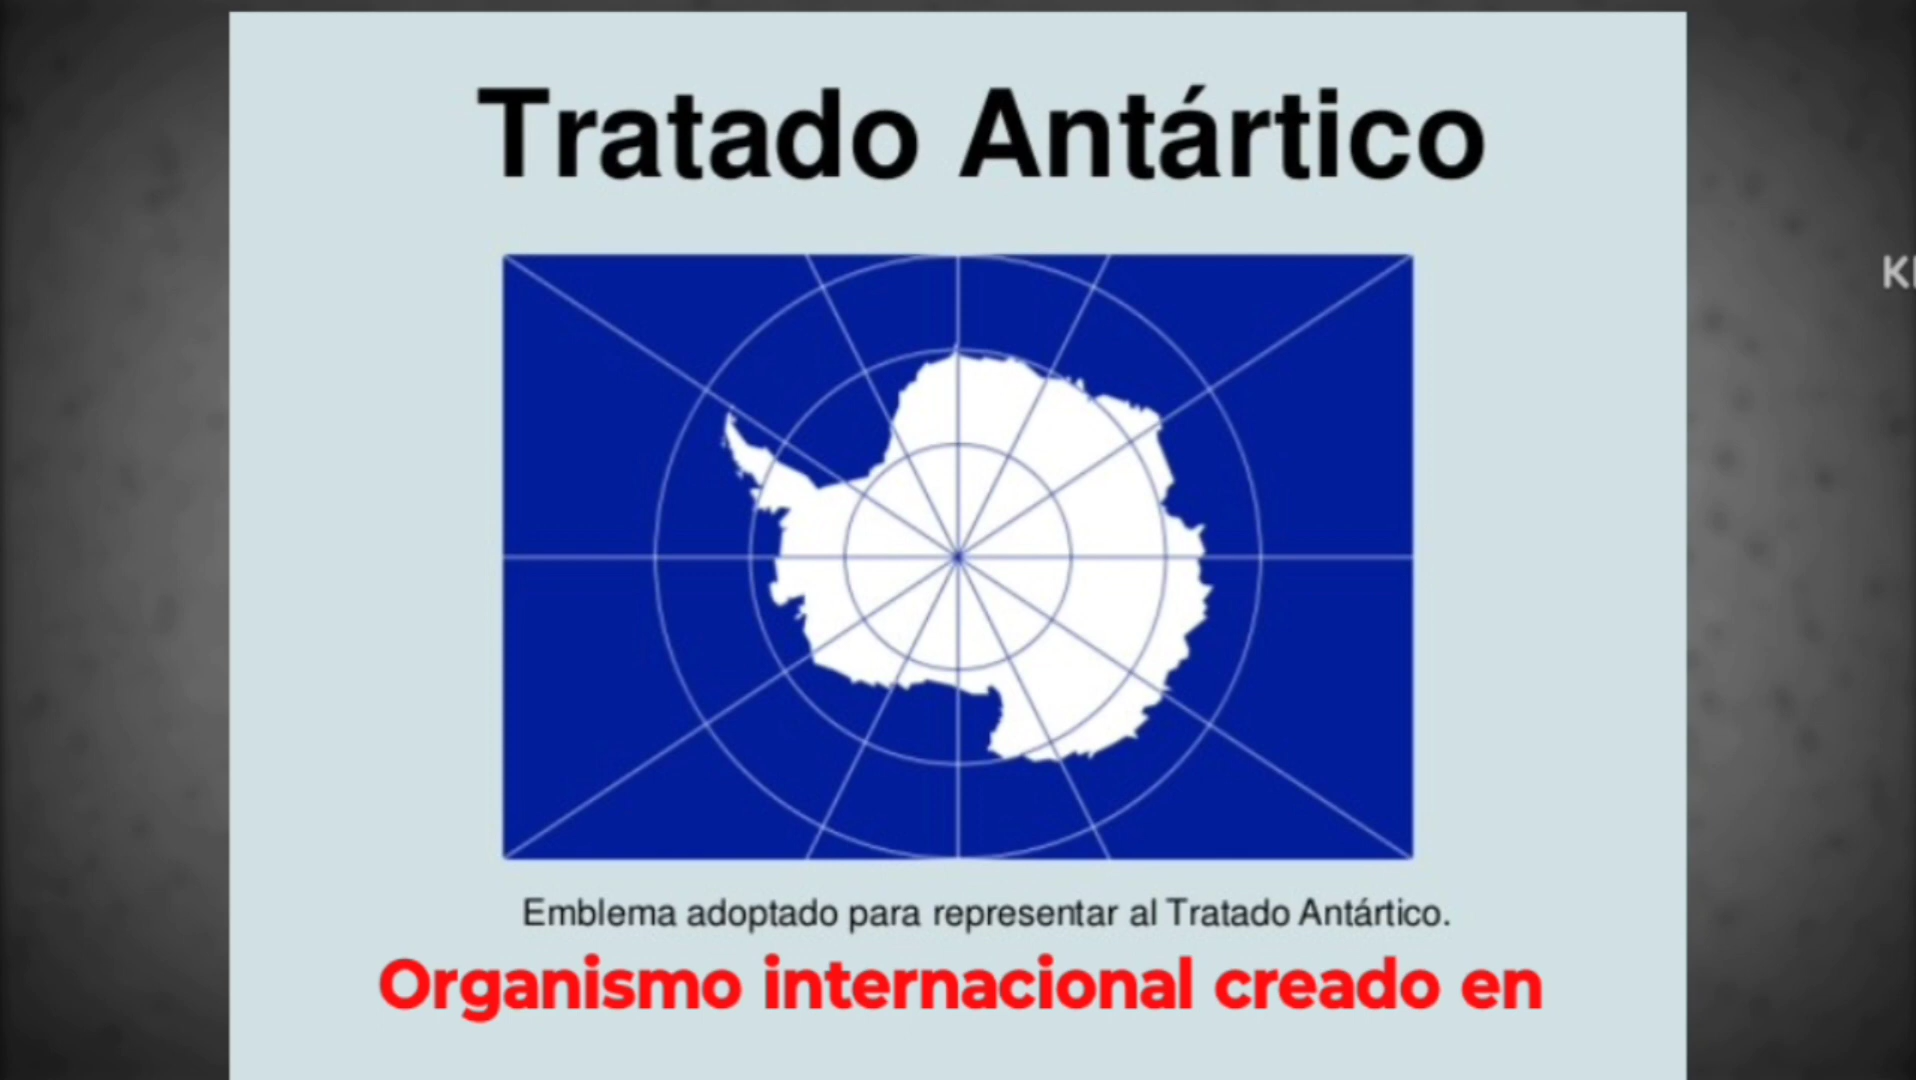 Tratado Antártico
Emblema adoptado para representar al Tratado Antártico.
Organismo internacional creado en